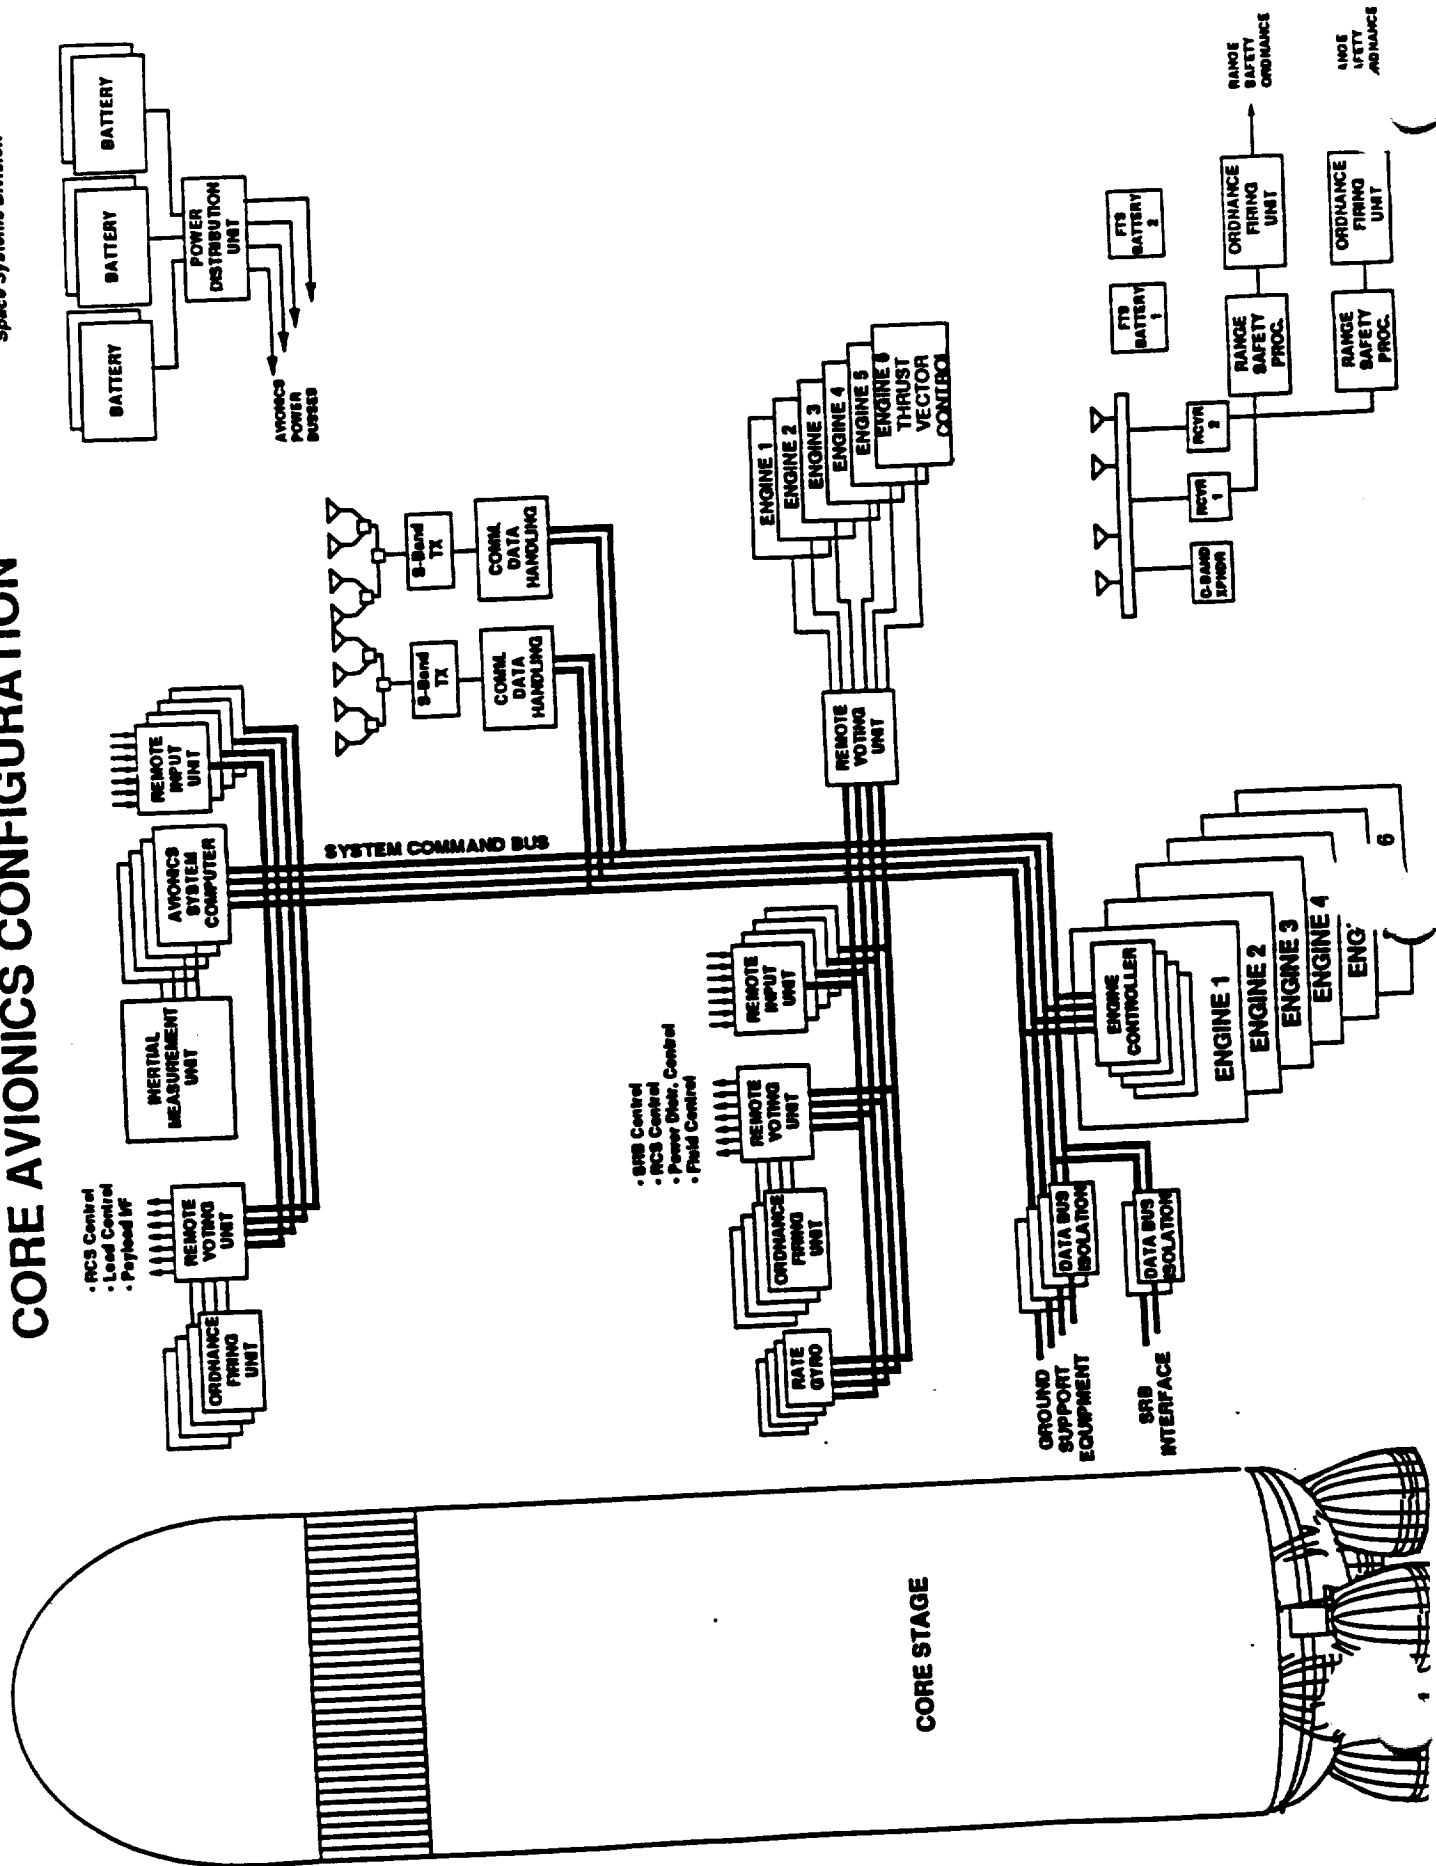 CORE AVIONICS CONFIGURATION
Space Systems Division
• RCS Control
• Load Control
• Payload I/F
ORDNANCE
FIRING
UNIT
REMOTE
VOTING
UNIT
INERTIAL
MEASUREMENT
UNIT
AVIONICS
SYSTEM
COMPUTER
REMOTE
INPUT
UNIT
BATTERY
BATTERY
BATTERY
POWER
DISTRIBUTION
UNIT
AVIONICS
POWER
BUSSES
SYSTEM COMMAND BUS
S-Band
TX
S-Band
TX
COMM.
DATA
HANDLING
COMM.
DATA
HANDLING
• SRB Control
• RCS Control
• Power Distr. Control
• Fluid Control
RATE
GYRO
ORDNANCE
FIRING
UNIT
REMOTE
VOTING
UNIT
REMOTE
INPUT
UNIT
REMOTE
VOTING
UNIT
ENGINE 1
ENGINE 2
ENGINE 3
ENGINE 4
ENGINE 5
ENGINE 6
THRUST
VECTOR
CONTROL
GROUND
SUPPORT
EQUIPMENT
DATA BUS
ISOLATION
SRB
INTERFACE
DATA BUS
ISOLATION
ENGINE
CONTROLLER
ENGINE 1
ENGINE 2
ENGINE 3
ENGINE 4
ENG
6
C-BAND
XPNDR
RCVR
1
RCVR
2
FTS
BATTERY
1
FTS
BATTERY
2
RANGE
SAFETY
PROC.
ORDNANCE
FIRING
UNIT
RANGE
SAFETY
ORDNANCE
RANGE
SAFETY
PROC.
ORDNANCE
FIRING
UNIT
CORE STAGE